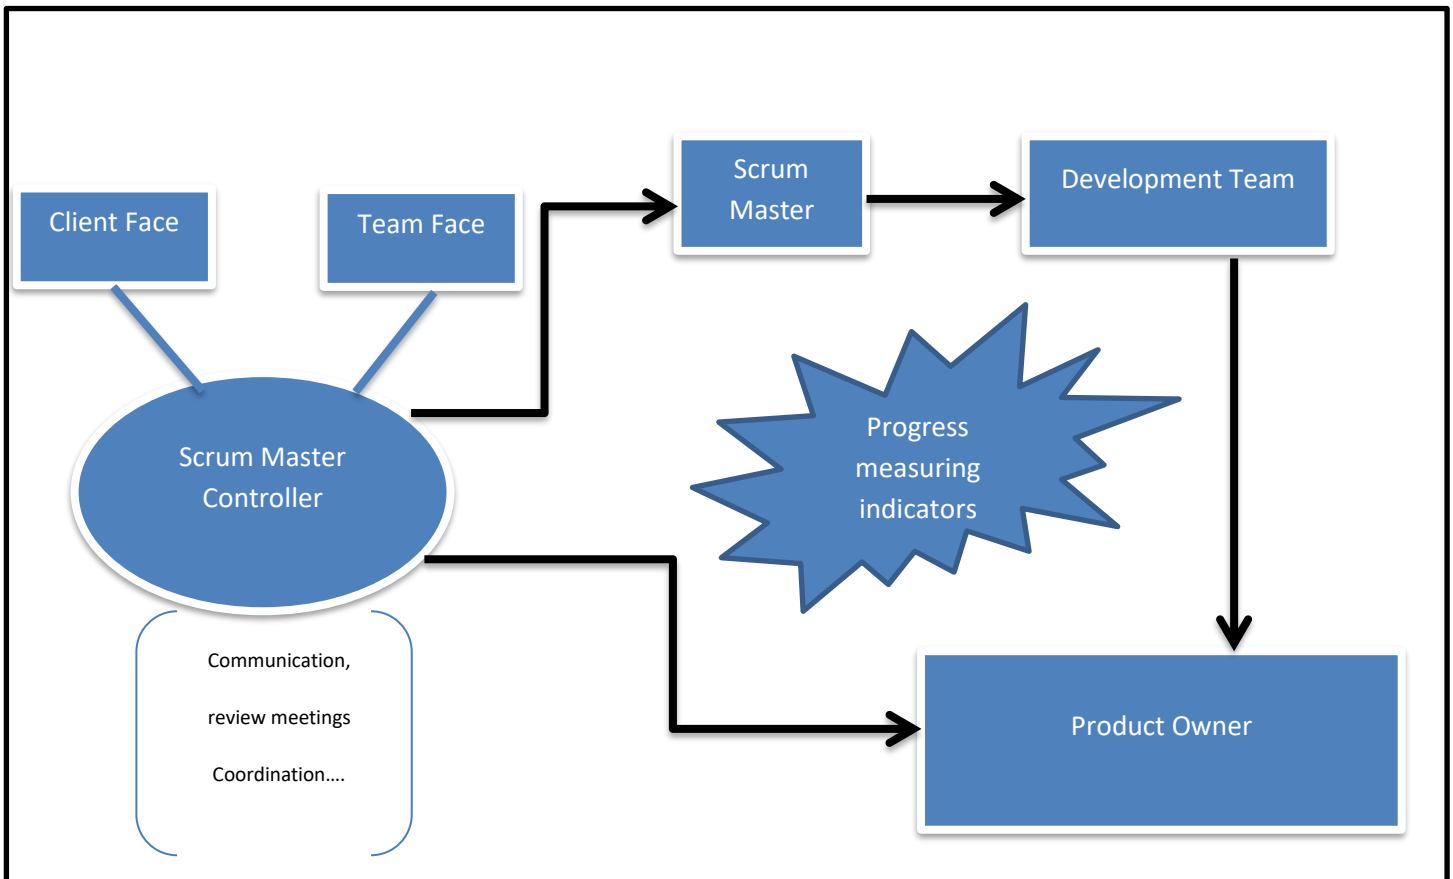 Client Face
Team Face
Scrum
Master
Development Team
Scrum Master
Controller
Progress
measuring
indicators
Communication,
review meetings
Coordination....
Product Owner